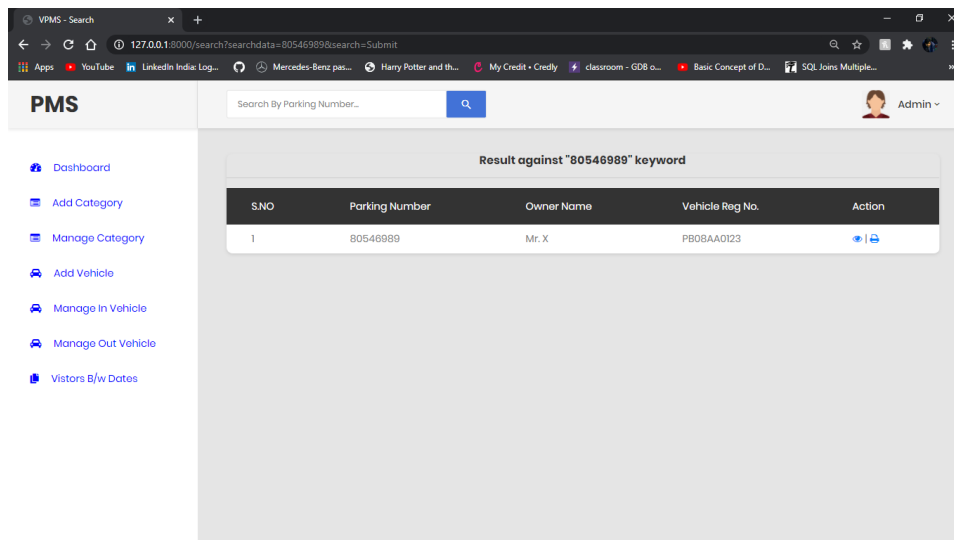 VPMS - Search
127.0.0.1:8000/search?searchdata=80546989&search=Submit
Apps YouTube LinkedIn India: Log... Mercedes-Benz pas... Harry Potter and th... My Credit • Credly classroom - GDB o... Basic Concept of D... SQL Joins Multiple...
PMS
Search By Parking Number...
Admin
Dashboard
Add Category
Manage Category
Add Vehicle
Manage In Vehicle
Manage Out Vehicle
Vistors B/w Dates
Result against "80546989" keyword
S.NO Parking Number Owner Name Vehicle Reg No. Action
1 80546989 Mr. X PB08AA0123 |